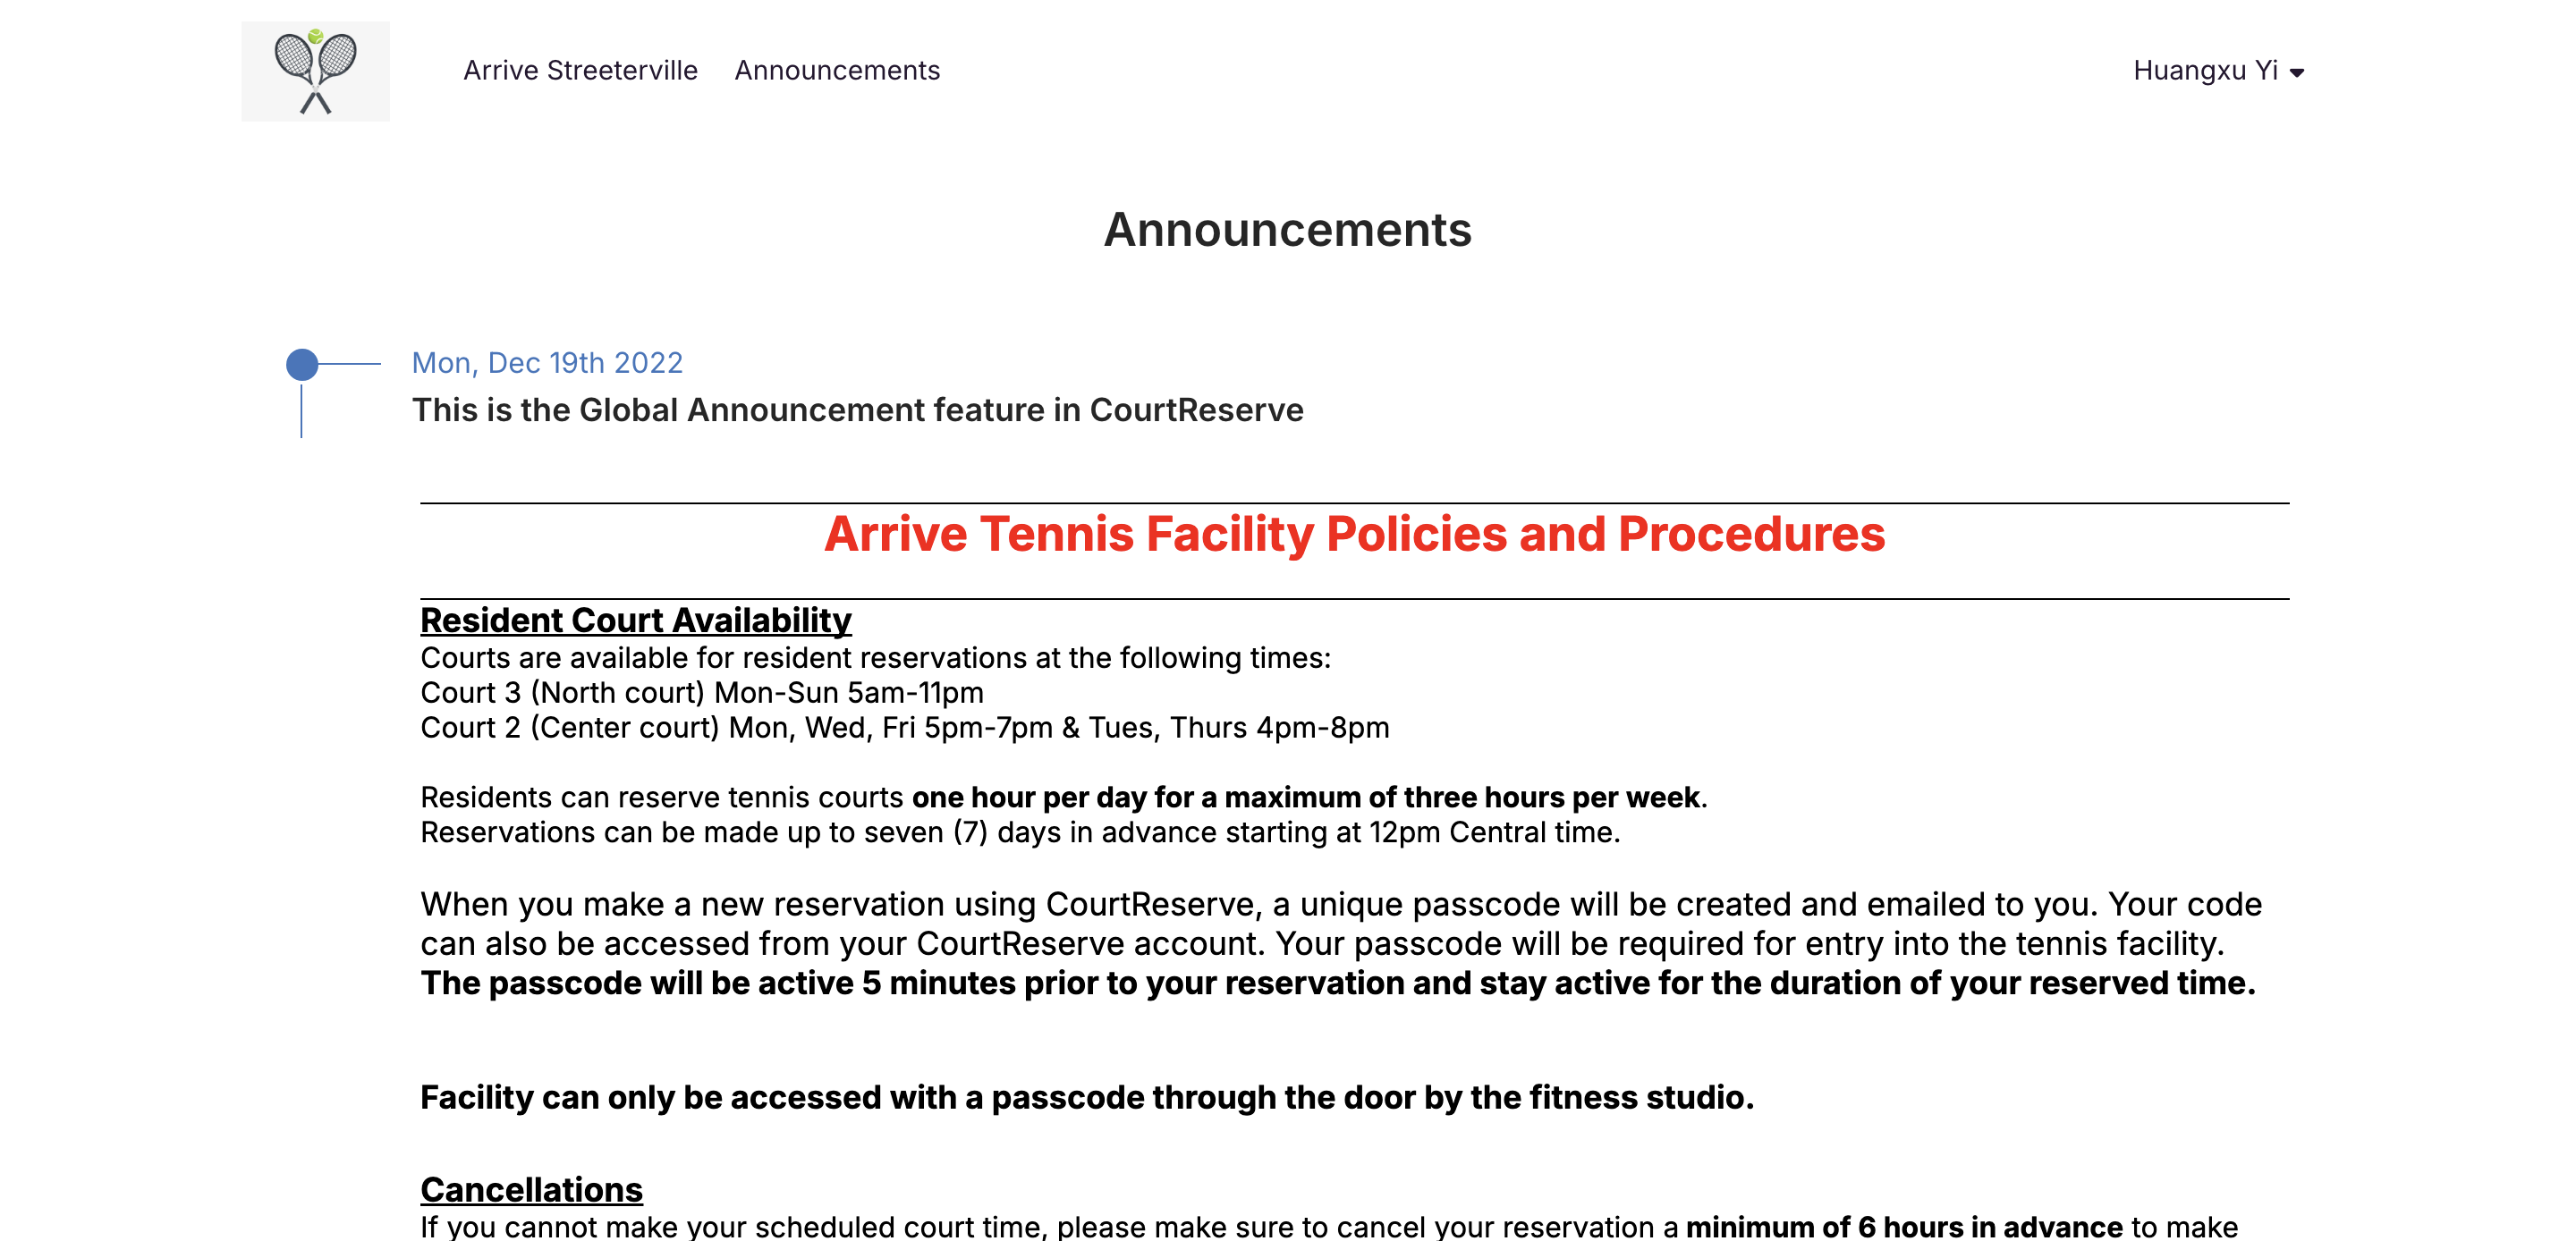 Arrive Streeterville Announcements Huangxu Yi
Announcements
Mon, Dec 19th 2022
This is the Global Announcement feature in CourtReserve
Arrive Tennis Facility Policies and Procedures
Resident Court Availability
Courts are available for resident reservations at the following times:
Court 3 (North court) Mon-Sun 5am-11pm
Court 2 (Center court) Mon, Wed, Fri 5pm-7pm & Tues, Thurs 4pm-8pm
Residents can reserve tennis courts one hour per day for a maximum of three hours per week.
Reservations can be made up to seven (7) days in advance starting at 12pm Central time.
When you make a new reservation using CourtReserve, a unique passcode will be created and emailed to you. Your code
can also be accessed from your CourtReserve account. Your passcode will be required for entry into the tennis facility.
The passcode will be active 5 minutes prior to your reservation and stay active for the duration of your reserved time.
Facility can only be accessed with a passcode through the door by the fitness studio.
Cancellations
If you cannot make your scheduled court time, please make sure to cancel your reservation a minimum of 6 hours in advance to make